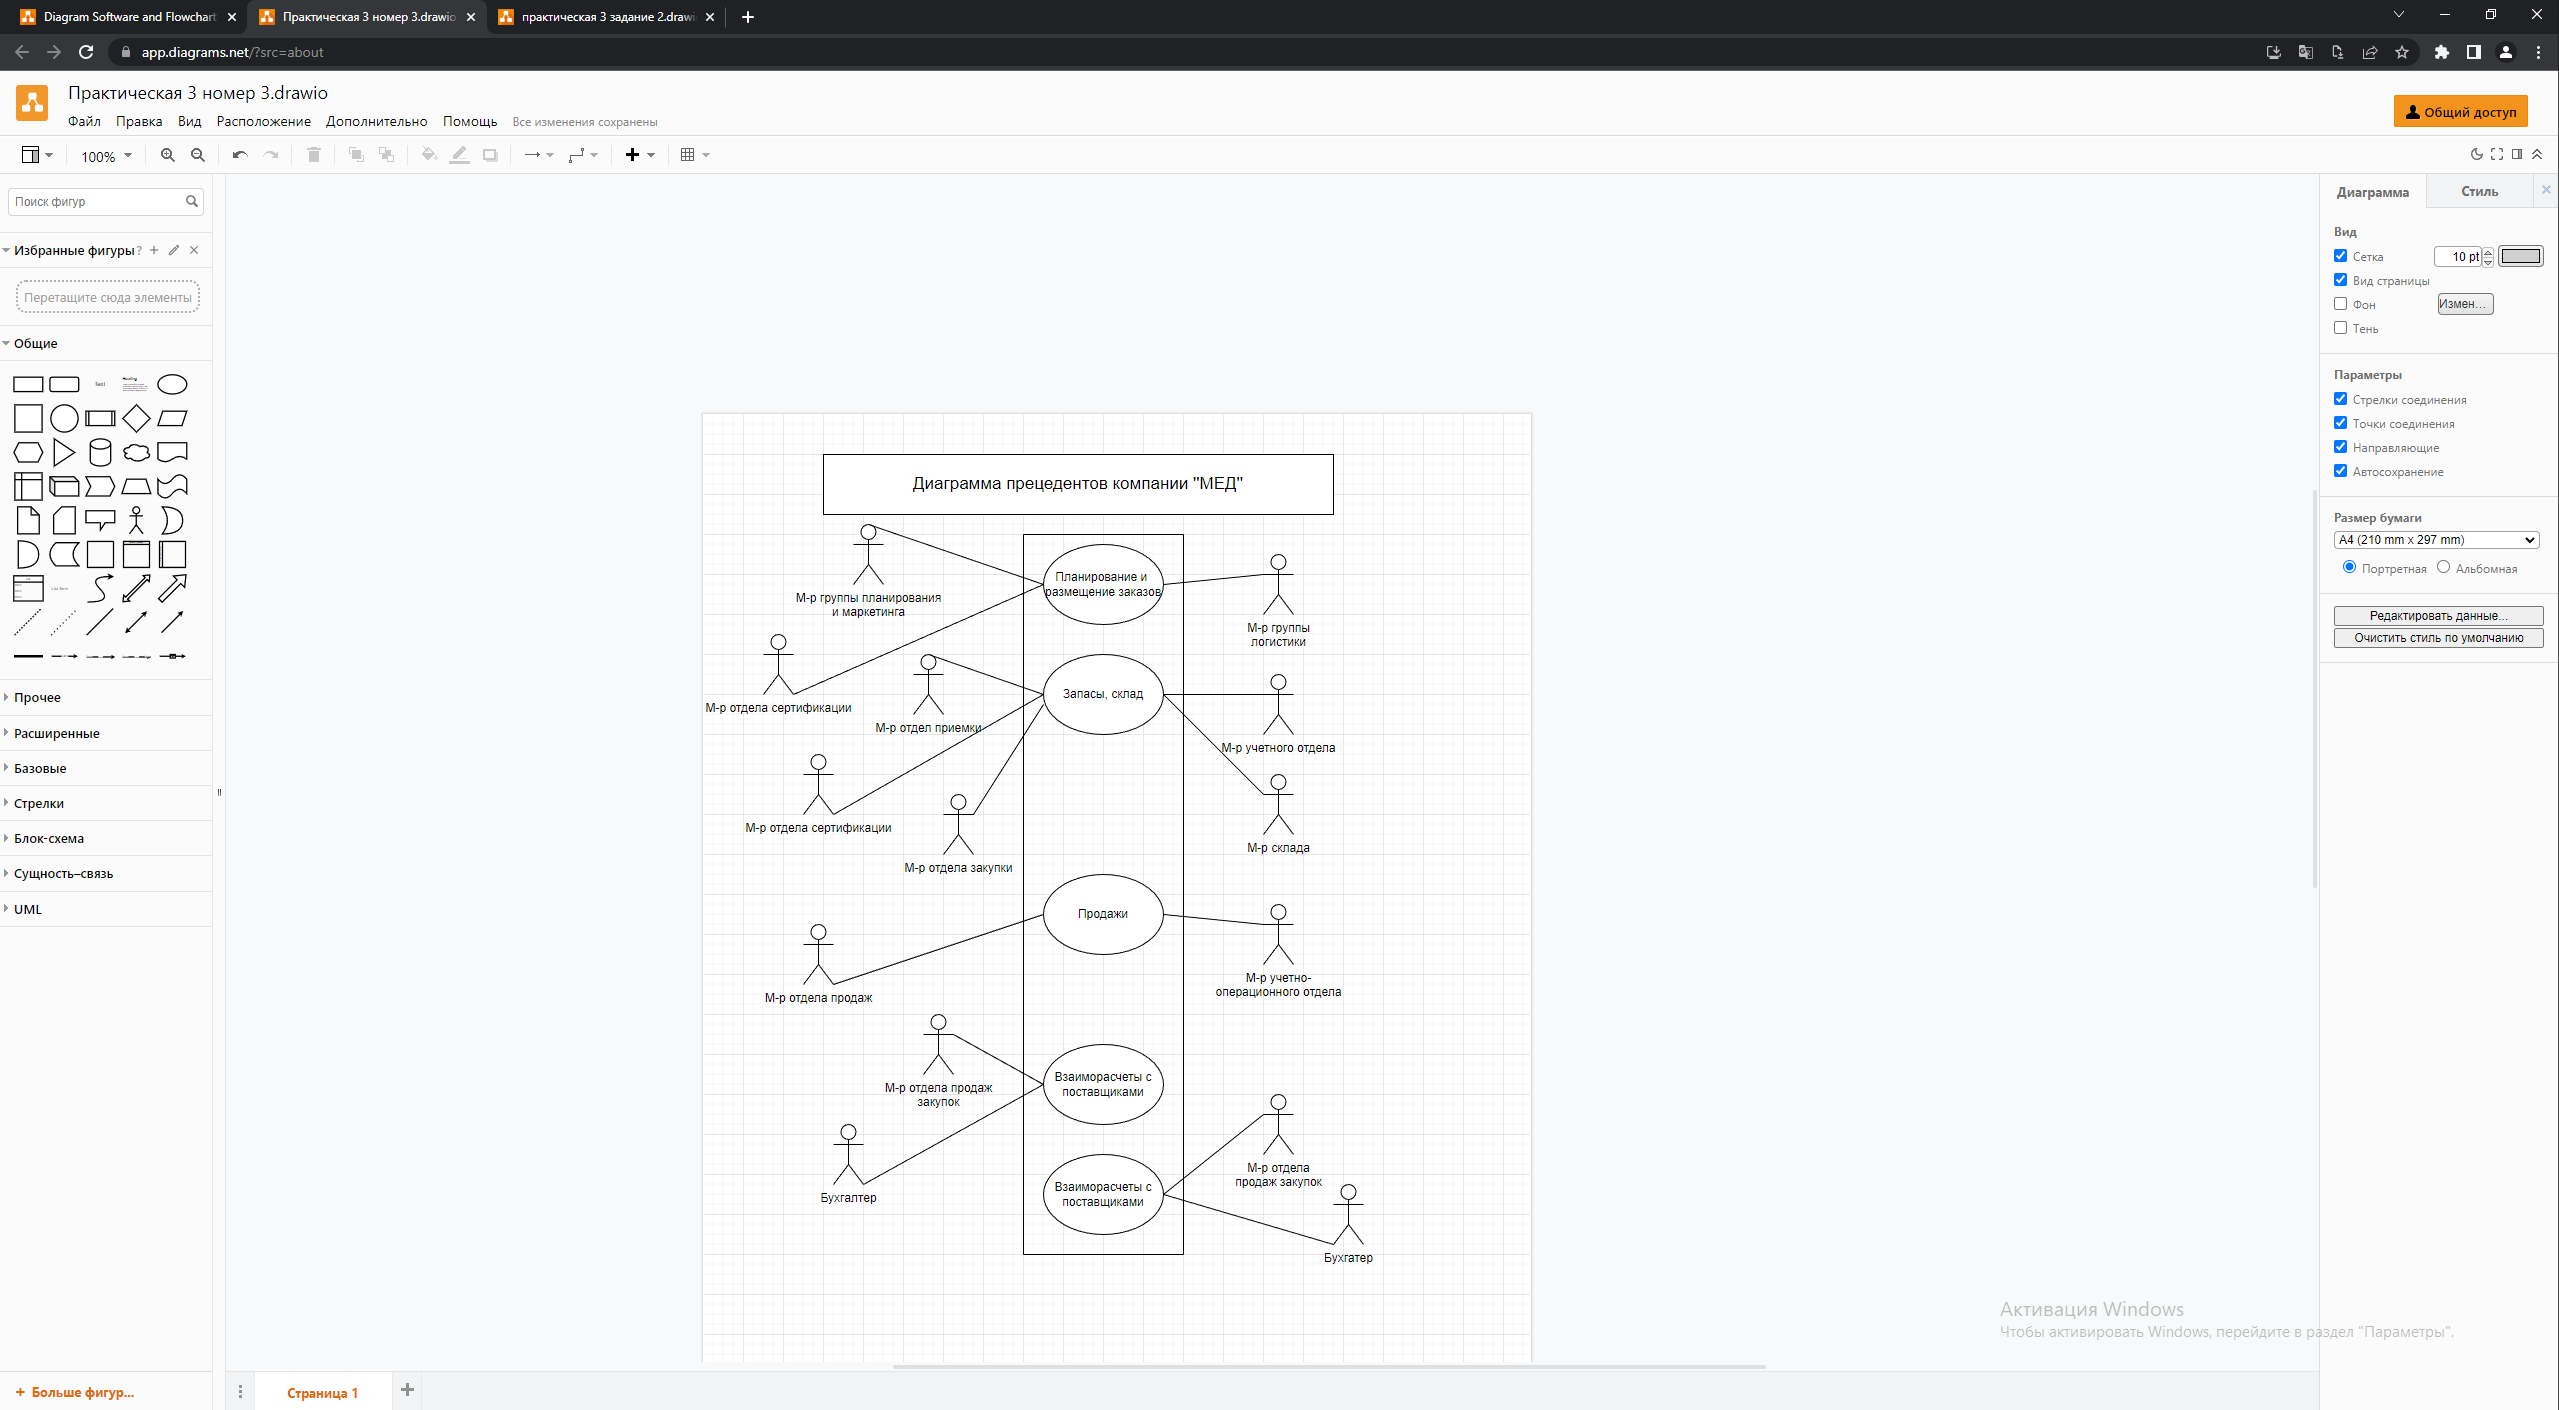 Diagram Software and Flowchart
Практическая 3 номер 3.drawio
практическая 3 задание 2.drawi
app.diagrams.net/?src=about
Практическая 3 номер 3.drawio
Файл Правка Вид Расположение Дополнительно Помощь Все изменения сохранены
Общий доступ
100%
Поиск фигур
Избранные фигуры ?
Перетащите сюда элементы
Общие
Text
Heading
Прочее
Расширенные
Базовые
Стрелки
Блок-схема
Сущность–связь
UML
+ Больше фигур...
Диаграмма прецедентов компании "МЕД"
М-р группы планирования
и маркетинга
Планирование и
размещение заказов
М-р группы
логистики
М-р отдела сертификации
М-р отдел приемки
Запасы, склад
М-р учетного отдела
М-р отдела сертификации
М-р отдела закупки
М-р склада
Продажи
М-р отдела продаж
М-р учетно-
операционного отдела
М-р отдела продаж
закупок
Взаиморасчеты с
поставщиками
Бухгалтер
Взаиморасчеты с
поставщиками
М-р отдела
продаж закупок
Бухгатер
Страница 1
Диаграмма Стиль
Вид
Сетка 10 pt
Вид страницы
Фон Измен...
Тень
Параметры
Стрелки соединения
Точки соединения
Направляющие
Автосохранение
Размер бумаги
A4 (210 mm x 297 mm)
Портретная Альбомная
Редактировать данные...
Очистить стиль по умолчанию
Активация Windows
Чтобы активировать Windows, перейдите в раздел "Параметры".